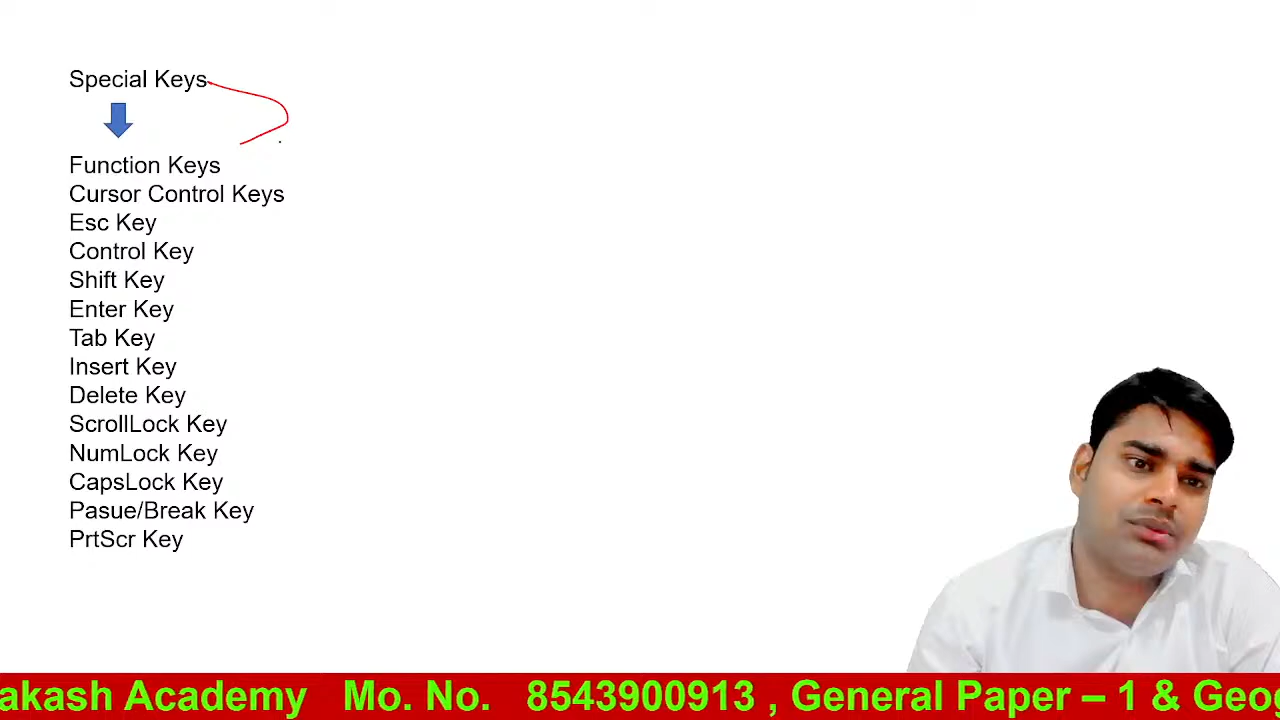 Special Keys
Function Keys
Cursor Control Keys
Esc Key
Control Key
Shift Key
Enter Key
Tab Key
Insert Key
Delete Key
ScrollLock Key
NumLock Key
CapsLock Key
Pasue/Break Key
PrtScr Key
akash Academy Mo. No. 8543900913 , General Paper – 1 & Geog